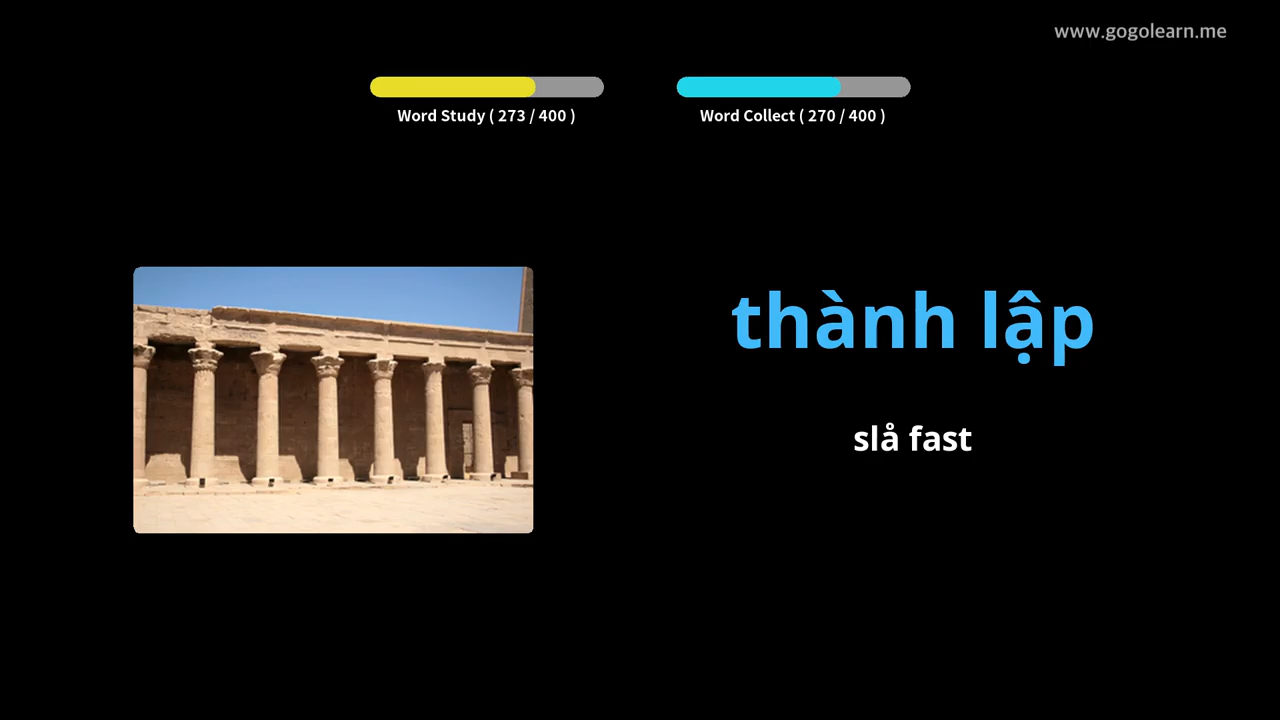 www.gogolearn.me
Word Study ( 273 / 400 )
Word Collect ( 270 / 400 )
thành lập
slå fast